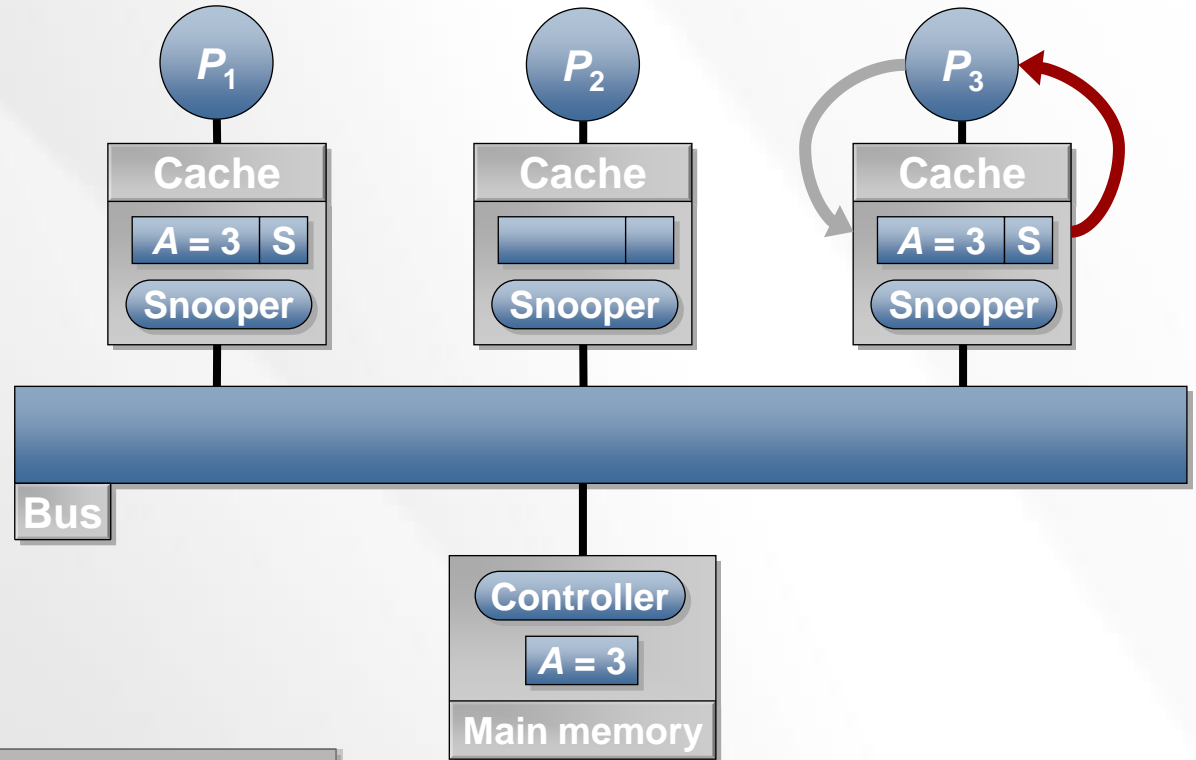 P1 P2 P3
Cache Cache Cache
A = 3 S A = 3 S
Snooper Snooper Snooper
Bus
Controller
A = 3
Main memory